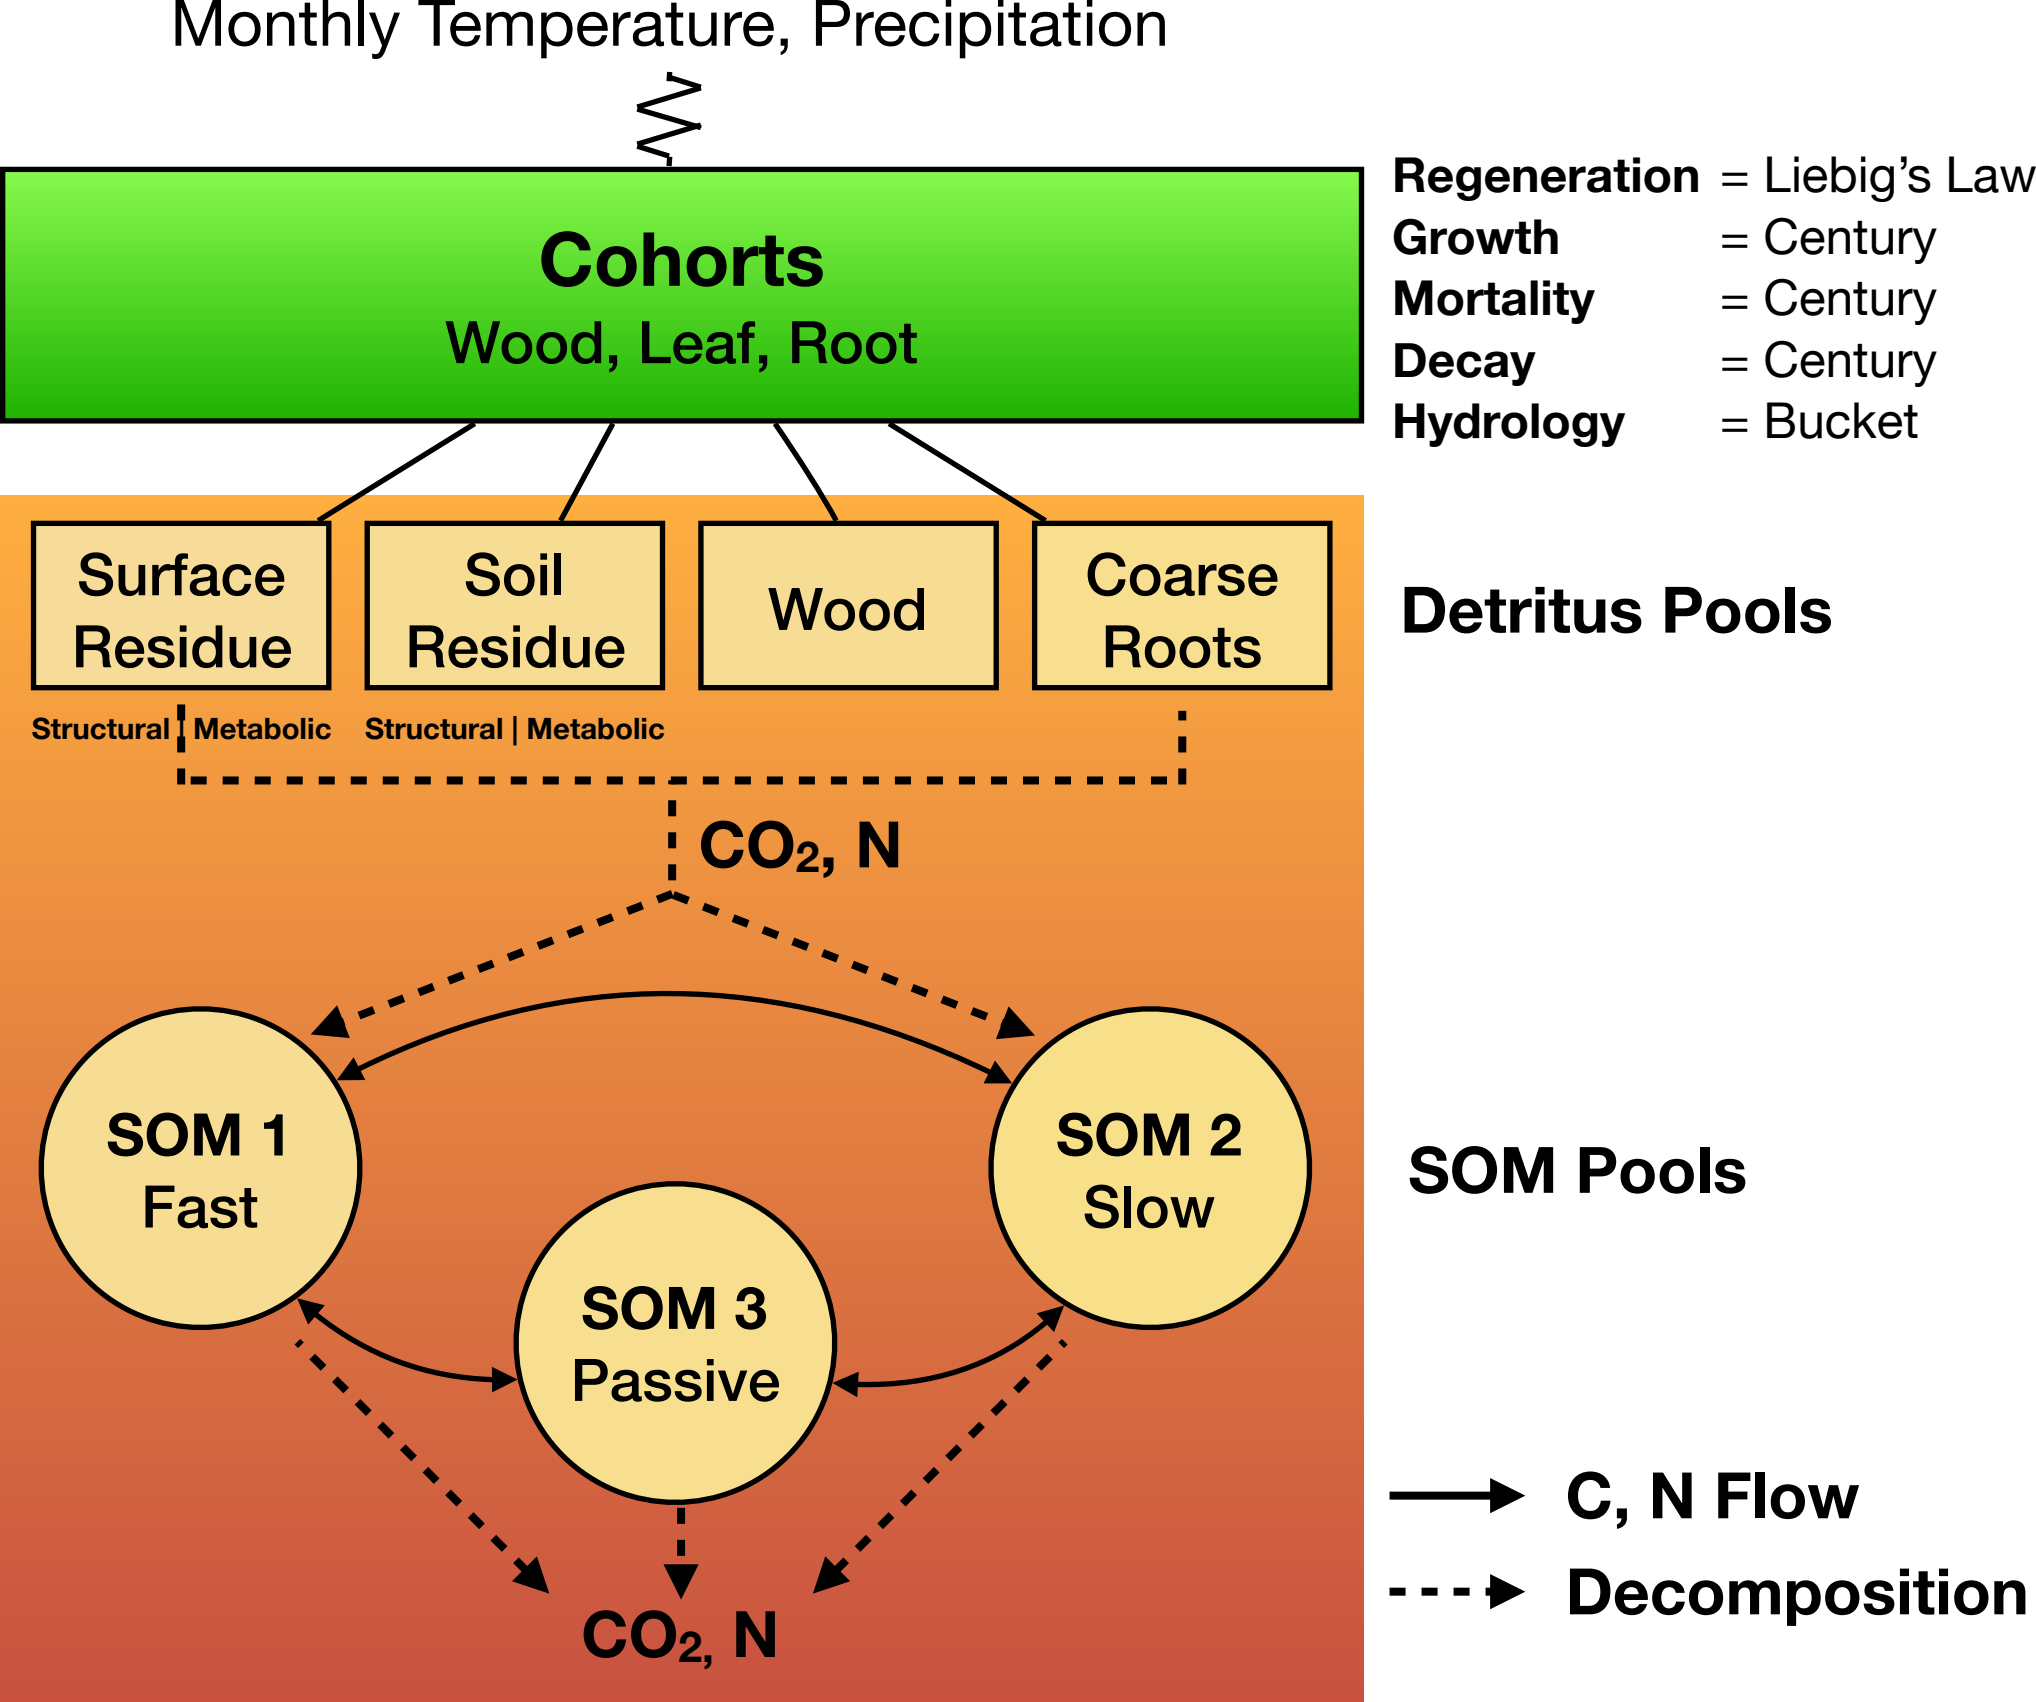 Monthly Temperature, Precipitation
Cohorts
Wood, Leaf, Root
Regeneration = Liebig's Law
Growth = Century
Mortality = Century
Decay = Century
Hydrology = Bucket
Surface
Residue
Soil
Residue
Wood
Coarse
Roots
Detritus Pools
Structural | Metabolic
Structural | Metabolic
CO₂, N
SOM 1
Fast
SOM 2
Slow
SOM 3
Passive
SOM Pools
CO₂, N
C, N Flow
Decomposition